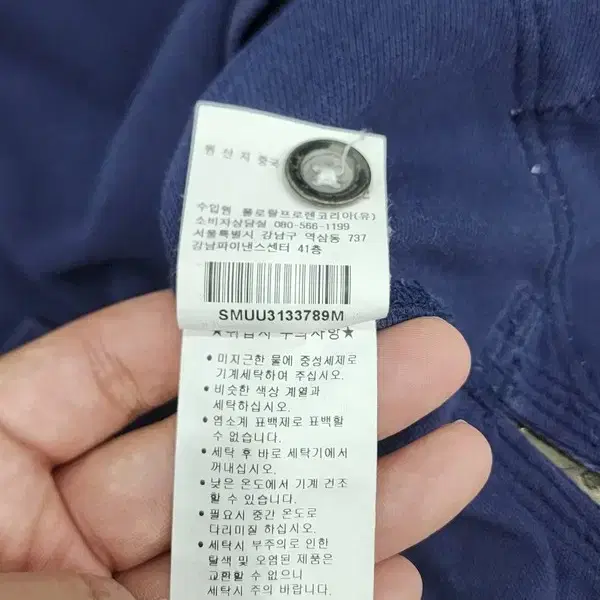 원 산 지 중국
수입원 폴로랄프로렌코리아(유)
소비자상담실 080-566-1199
서울특별시 강남구 역삼동 737
강남파이낸스센터 41층
SMUU3133789M
★취급시 주의사항★
• 미지근한 물에 중성세제로
기계세탁하여 주십시오.
• 비슷한 색상 계열과
세탁하십시오.
• 염소계 표백제로 표백할
수 없습니다.
• 세탁 후 바로 세탁기에서
꺼내십시오.
• 낮은 온도에서 기계 건조
할 수 있습니다.
• 필요시 중간 온도로
다리미질 하십시오.
• 세탁시 부주의로 인한
탈색 및 오염된 제품은
교환할 수 없으니
세탁시 주의 바랍니다.